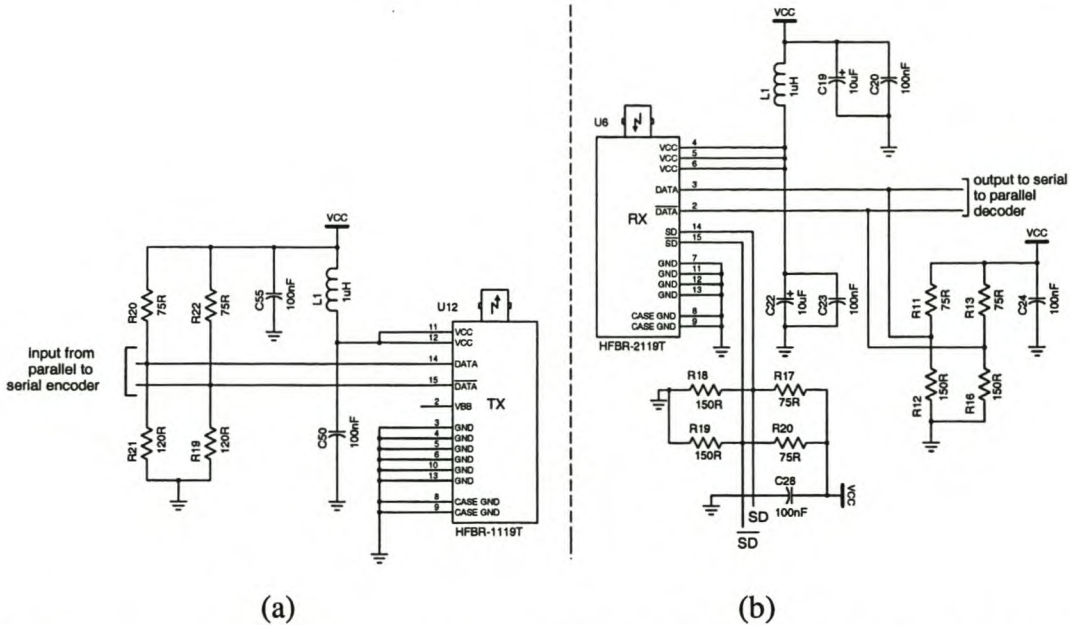 VCC
R20
75R
R22
75R
C55
100nF
L1
1uH
U12
input from
parallel to
serial encoder
11
VCC
12
VCC
14
DATA
15
DATA
TX
2
VBB
3
GND
4
GND
5
GND
6
GND
10
GND
13
GND
8
CASE GND
9
CASE GND
HFBR-1119T
R21
120R
R19
120R
C50
100nF
(a)
VCC
L1
1uH
C19
+
10uF
C20
100nF
U6
VCC
4
VCC
5
VCC
6
DATA
3
DATA
2
RX
SD
14
SD
15
GND
7
GND
11
GND
12
GND
13
CASE GND
8
CASE GND
9
HFBR-2119T
output to serial
to parallel
decoder
C22
+
10uF
C23
100nF
VCC
R11
75R
R13
75R
C24
100nF
R12
150R
R16
150R
R18
150R
R17
75R
R19
150R
R20
75R
C28
100nF
VCC
SD
SD
(b)